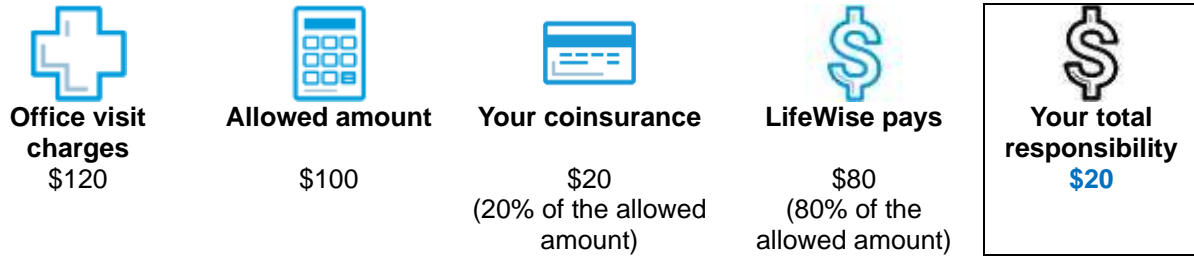 Office visit
charges
$120
Allowed amount
$100
Your coinsurance
$20
(20% of the allowed
amount)
LifeWise pays
$80
(80% of the
allowed amount)
Your total
responsibility
$20